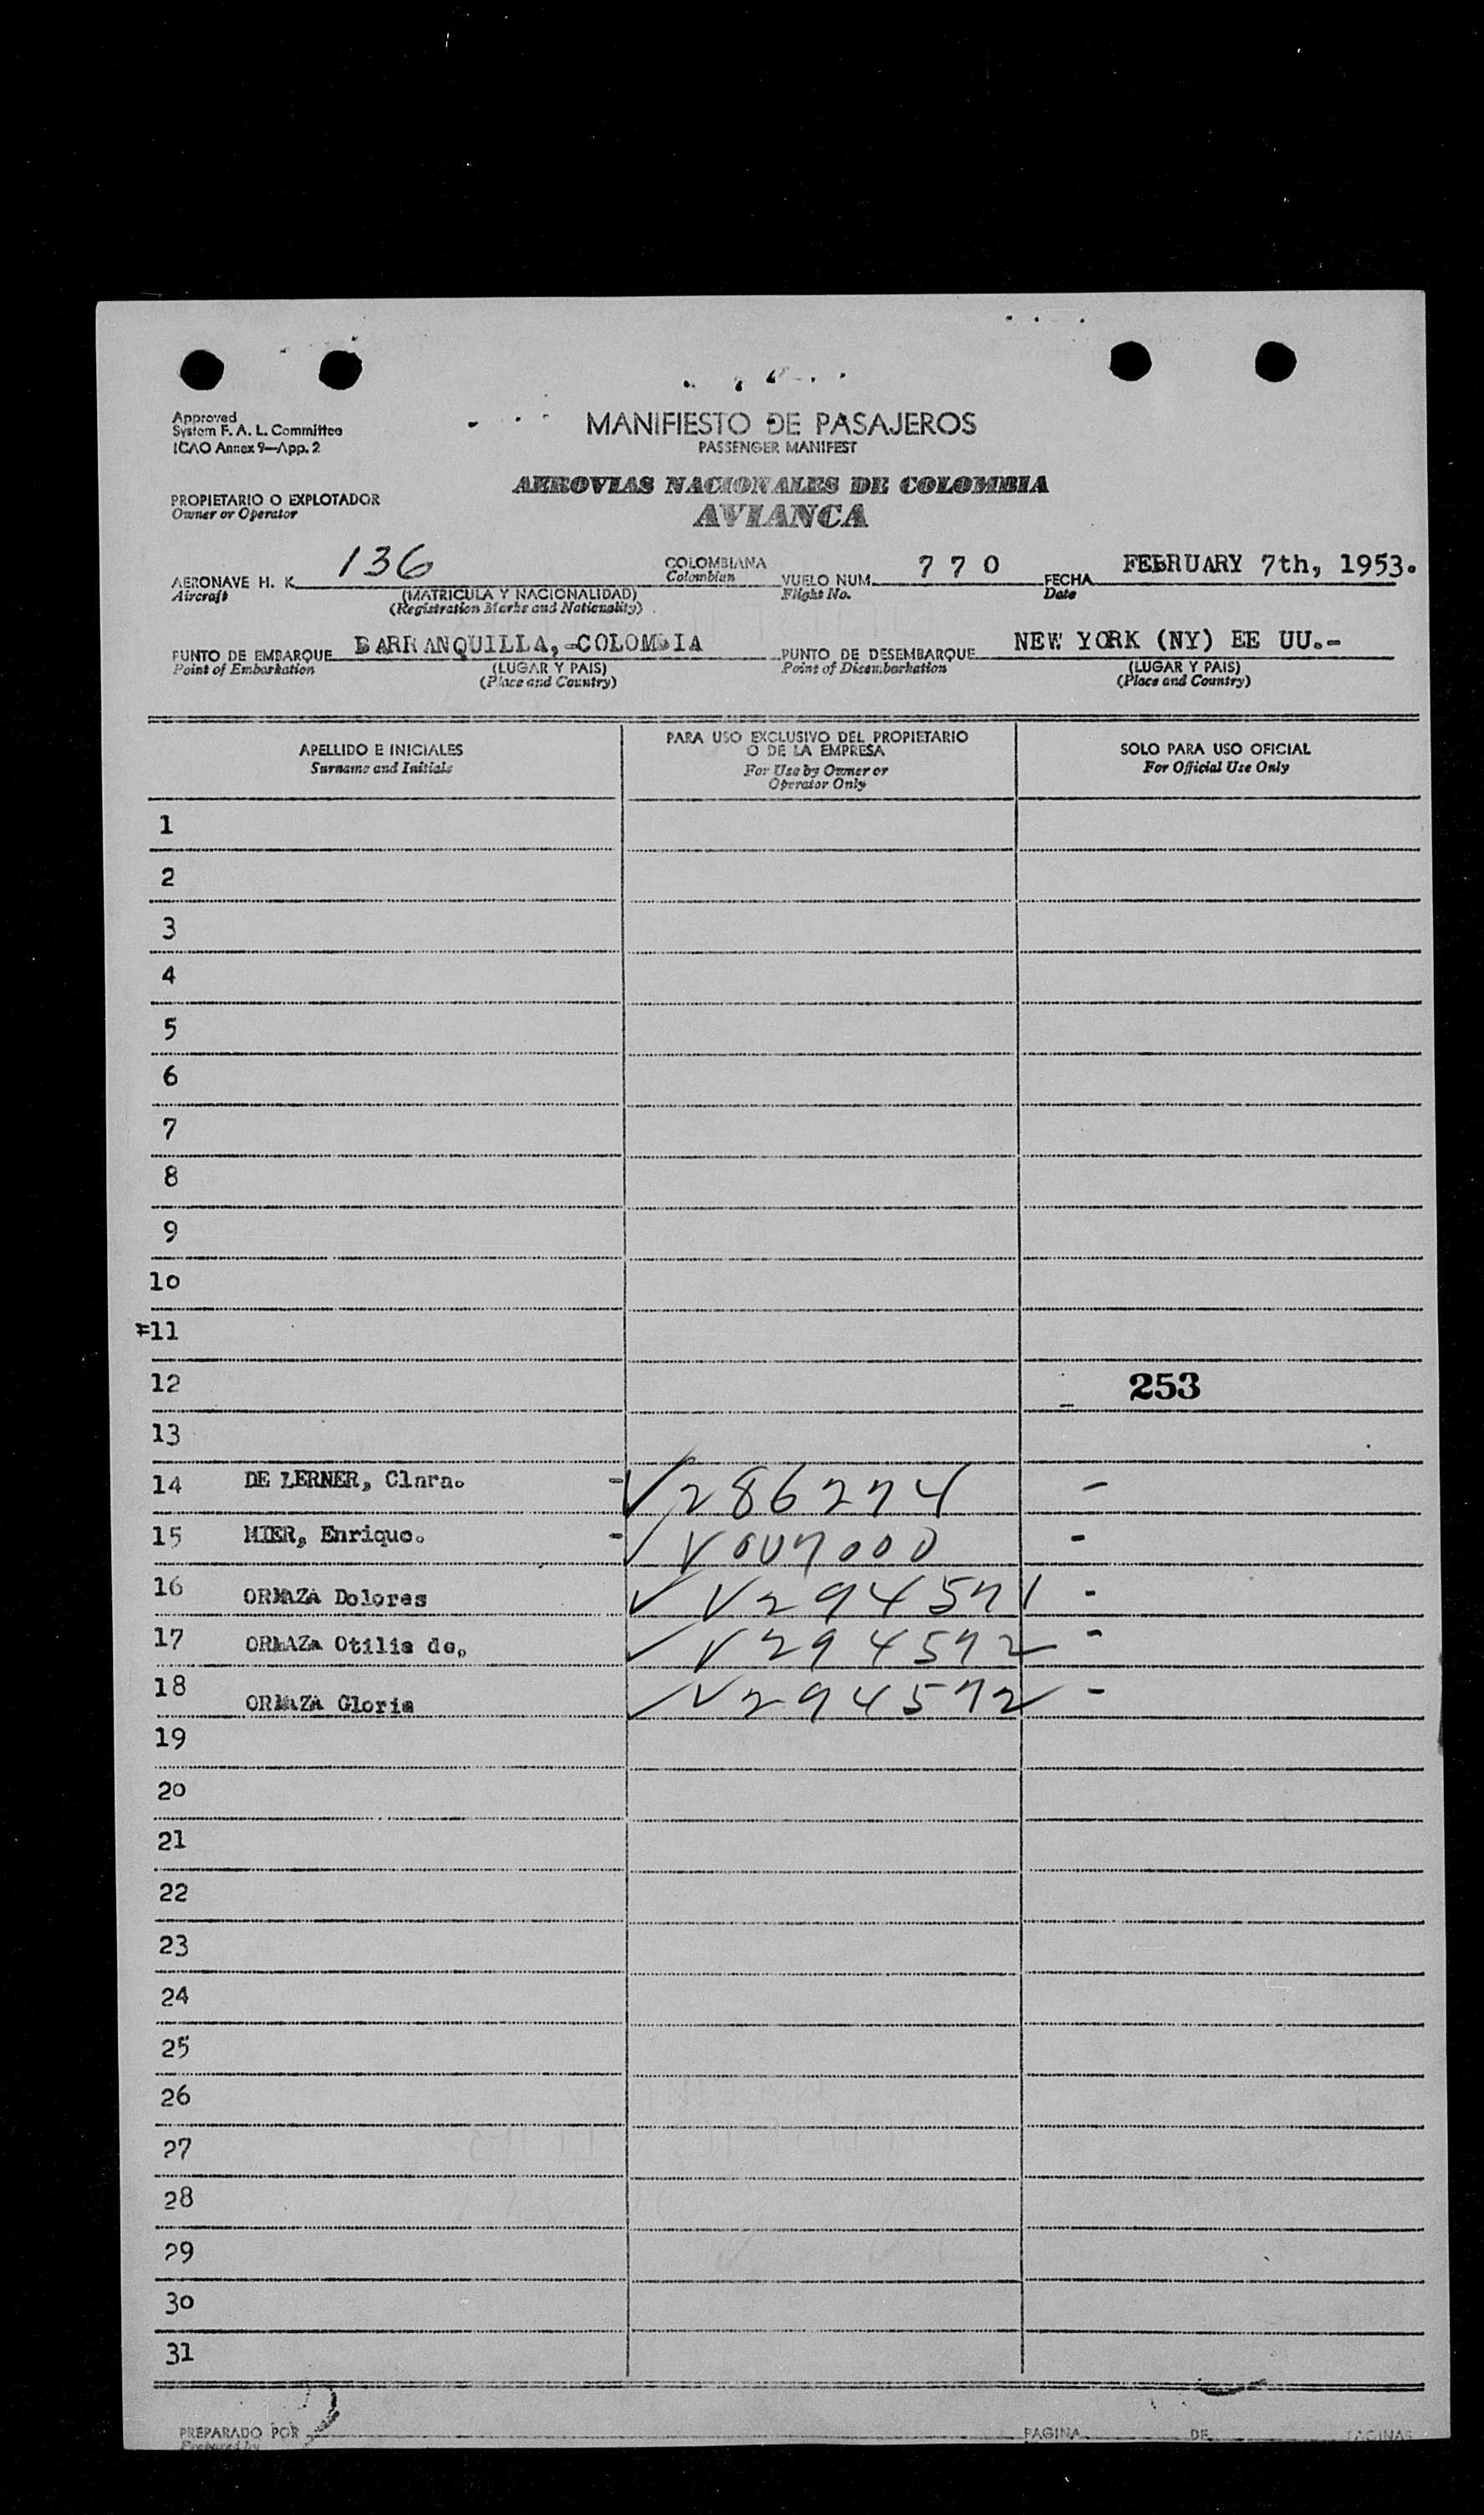 Approved
System F. A. L. Committee
ICAO Annex 9—App. 2
MANIFIESTO DE PASAJEROS
PASSENGER MANIFEST
PROPIETARIO O EXPLOTADOR
Owner or Operator
AEROVIAS NACIONALES DE COLOMBIA
AVIANCA
AERONAVE H. K. 136 COLOMBIANA VUELO NUM. 7 7 0 FECHA FEBRUARY 7th, 1953.
Aircraft (MATRICULA Y NACIONALIDAD) Colombian Flight No. Date
(Registration Marks and Nationality)
PUNTO DE EMBARQUE BARRANQUILLA,=COLOMBIA PUNTO DE DESEMBARQUE NEW YORK (NY) EE UU.-
Point of Embarkation (LUGAR Y PAIS) Point of Disembarkation (LUGAR Y PAIS)
(Place and Country) (Place and Country)
APELLIDO E INICIALES PARA USO EXCLUSIVO DEL PROPIETARIO O DE LA EMPRESA SOLO PARA USO OFICIAL
Surname and Initials For Use by Owner or Operator Only For Official Use Only
1
2
3
4
5
6
7
8
9
10
11
12 253
13
14 DE LERNER, Clara. - ✓ 286274 -
15 MIER, Enrique. - ✓ V 007000 -
16 ORMAZA Dolores ✓ V 294571 -
17 ORMAZA Otilia de, ✓ V 294572 -
18 ORMAZA Gloria ✓ V 294572 -
19
20
21
22
23
24
25
26
27
28
29
30
31
PREPARADO POR PAGINA DE PAGINAS
Prepared by